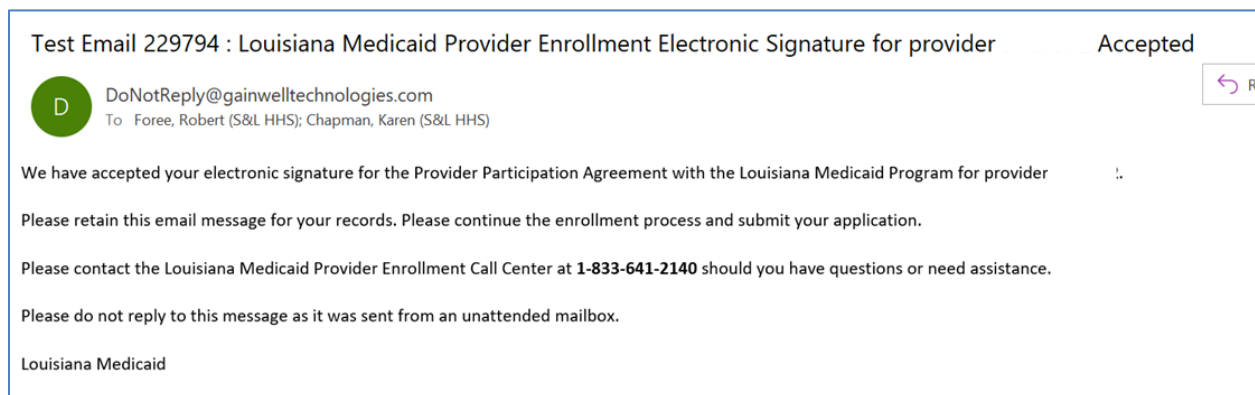 Test Email 229794 : Louisiana Medicaid Provider Enrollment Electronic Signature for provider Accepted
D
DoNotReply@gainwelltechnologies.com
R
To Foree, Robert (S&L HHS); Chapman, Karen (S&L HHS)
We have accepted your electronic signature for the Provider Participation Agreement with the Louisiana Medicaid Program for provider .
Please retain this email message for your records. Please continue the enrollment process and submit your application.
Please contact the Louisiana Medicaid Provider Enrollment Call Center at 1-833-641-2140 should you have questions or need assistance.
Please do not reply to this message as it was sent from an unattended mailbox.
Louisiana Medicaid